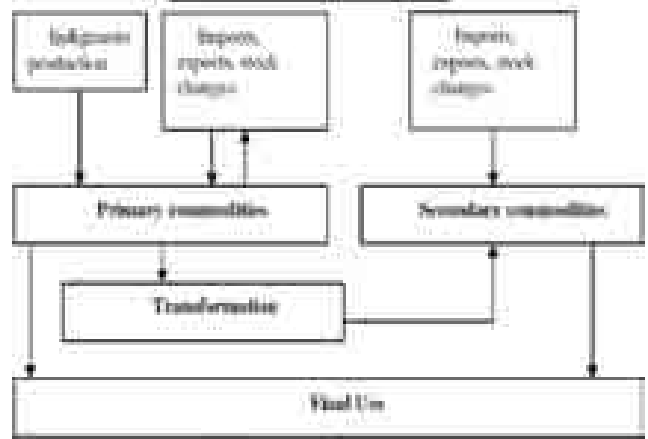 Indigenous
production
Imports,
exports, stock
changes
Imports,
exports, stock
changes
Primary commodities
Secondary commodities
Transformation
Final Use